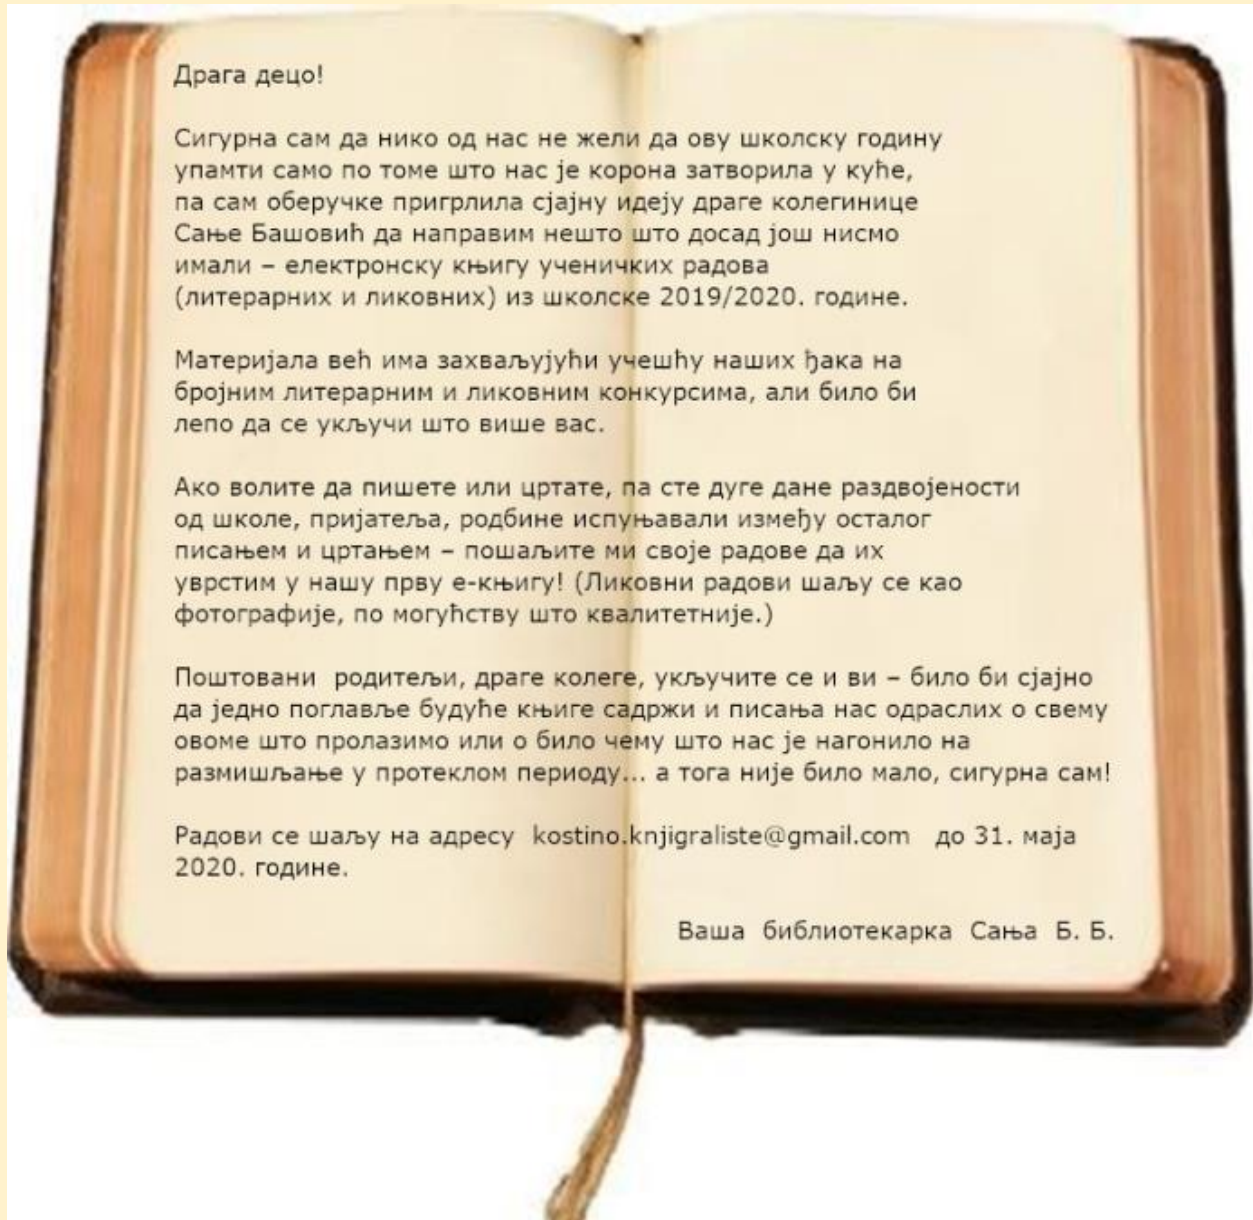 Драга децо!
Сигурна сам да нико од нас не жели да ову школску годину
упамти само по томе што нас је корона затворила у куће,
па сам оберучке пригрлила сјајну идеју драге колегинице
Сање Башовић да направим нешто што досад још нисмо
имали – електронску књигу ученичких радова
(литерарних и ликовних) из школске 2019/2020. године.
Материјала већ има захваљујући учешћу наших ђака на
бројним литерарним и ликовним конкурсима, али било би
лепо да се укључи што више вас.
Ако волите да пишете или цртате, па сте дуге дане раздвојености
од школе, пријатеља, родбине испуњавали између осталог
писањем и цртањем – пошаљите ми своје радове да их
уврстим у нашу прву е-књигу! (Ликовни радови шаљу се као
фотографије, по могућству што квалитетније.)
Поштовани родитељи, драге колеге, укључите се и ви – било би сјајно
да једно поглавље будуће књиге садржи и писања нас одраслих о свему
овоме што пролазимо или о било чему што нас је нагонило на
размишљање у протеклом периоду... а тога није било мало, сигурна сам!
Радови се шаљу на адресу kostino.knjigraliste@gmail.com до 31. маја
2020. године.
Ваша библиотекарка Сања Б. Б.